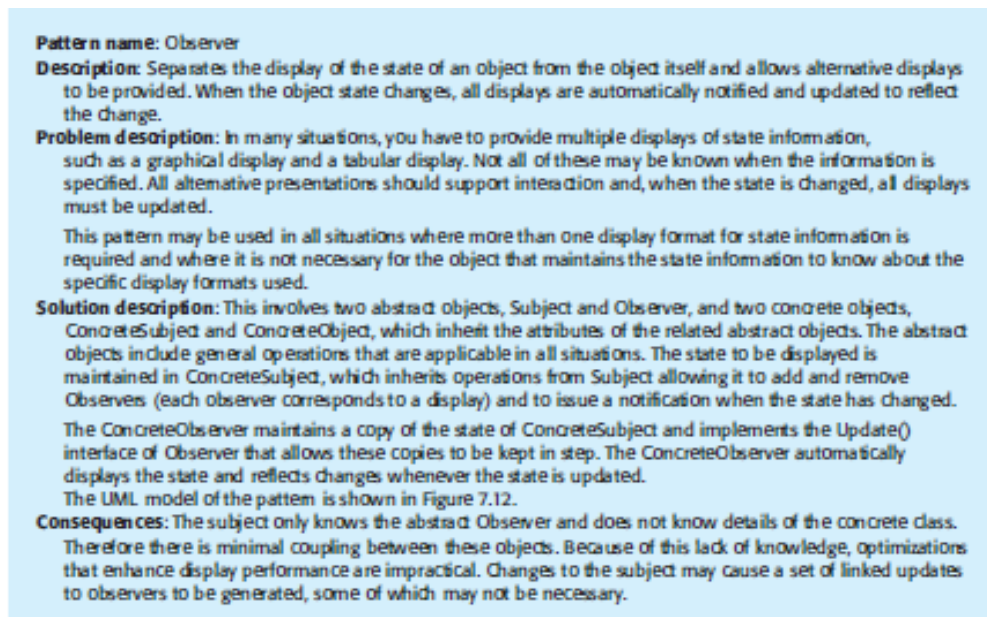 Pattern name: Observer
Description: Separates the display of the state of an object from the object itself and allows alternative displays
to be provided. When the object state changes, all displays are automatically notified and updated to reflect
the change.
Problem description: In many situations, you have to provide multiple displays of state information,
such as a graphical display and a tabular display. Not all of these may be known when the information is
specified. All alternative presentations should support interaction and, when the state is changed, all displays
must be updated.
This pattern may be used in all situations where more than one display format for state information is
required and where it is not necessary for the object that maintains the state information to know about the
specific display formats used.
Solution description: This involves two abstract objects, Subject and Observer, and two concrete objects,
ConcreteSubject and ConcreteObject, which inherit the attributes of the related abstract objects. The abstract
objects include general operations that are applicable in all situations. The state to be displayed is
maintained in ConcreteSubject, which inherits operations from Subject allowing it to add and remove
Observers (each observer corresponds to a display) and to issue a notification when the state has changed.
The ConcreteObserver maintains a copy of the state of ConcreteSubject and implements the Update()
interface of Observer that allows these copies to be kept in step. The ConcreteObserver automatically
displays the state and reflects changes whenever the state is updated.
The UML model of the pattern is shown in Figure 7.12.
Consequences: The subject only knows the abstract Observer and does not know details of the concrete class.
Therefore there is minimal coupling between these objects. Because of this lack of knowledge, optimizations
that enhance display performance are impractical. Changes to the subject may cause a set of linked updates
to observers to be generated, some of which may not be necessary.